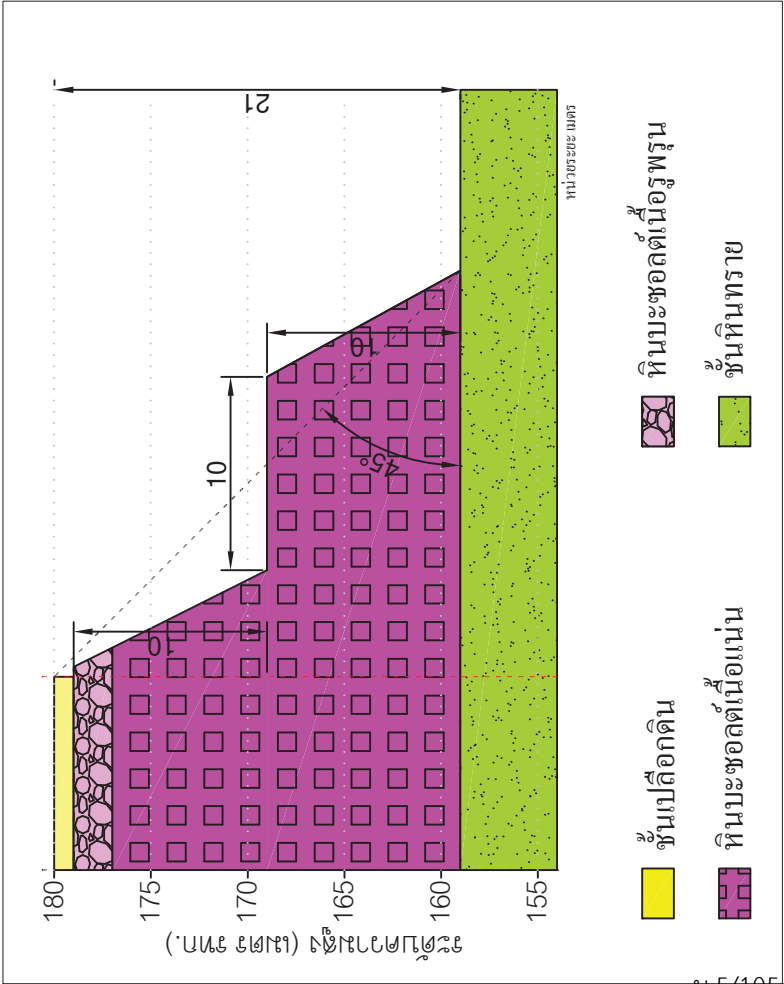 ระดับความสูง (เมตร รทก.)
180
175
170
165
160
155
21
10
10
10
45°
หน่วยระยะ เมตร
ชั้นเปลือกดิน
หินบะซอลต์เนื้อรูพรุน
หินบะซอลต์เนื้อแน่น
ชั้นหินทราย
5/105